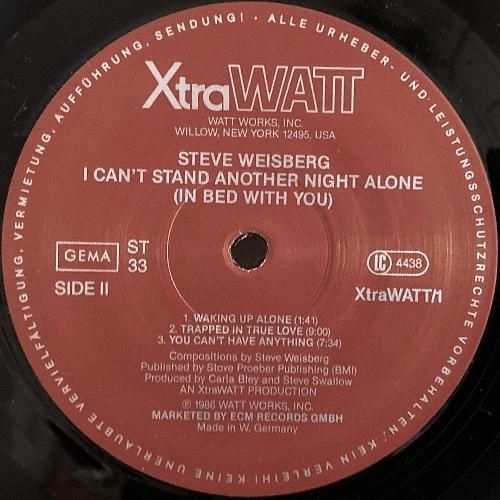 ALLE URHEBER- UND LEISTUNGSSCHUTZRECHTE VORBEHALTEN! KEIN VERLEIH! KEINE UNERLAUBTE VERVIELFÄLTIGUNG, VERMIETUNG, AUFFÜHRUNG, SENDUNG! ·
XtraWATT
WATT WORKS, INC.
WILLOW, NEW YORK 12495, USA
STEVE WEISBERG
I CAN'T STAND ANOTHER NIGHT ALONE
(IN BED WITH YOU)
GEMA ST 33
LC 4438
SIDE II
XtraWATT/1
1. WAKING UP ALONE (1:41)
2. TRAPPED IN TRUE LOVE (9:00)
3. YOU CAN'T HAVE ANYTHING (7:34)
Compositions by Steve Weisberg
Published by Stove Proeber Publishing (BMI)
Produced by Carla Bley and Steve Swallow
AN XtraWATT PRODUCTION
℗ 1986 WATT WORKS, INC.
MARKETED BY ECM RECORDS GMBH
Made in W. Germany